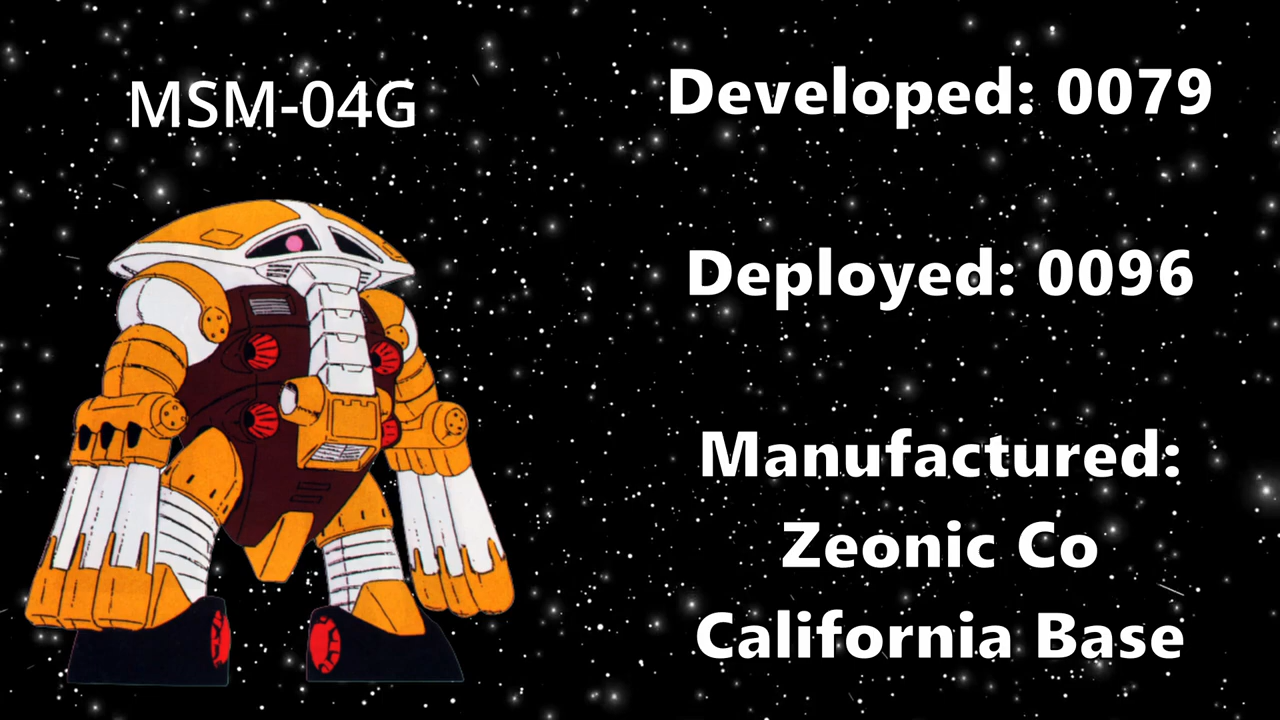 MSM-04G
Developed: 0079
Deployed: 0096
Manufactured:
Zeonic Co
California Base